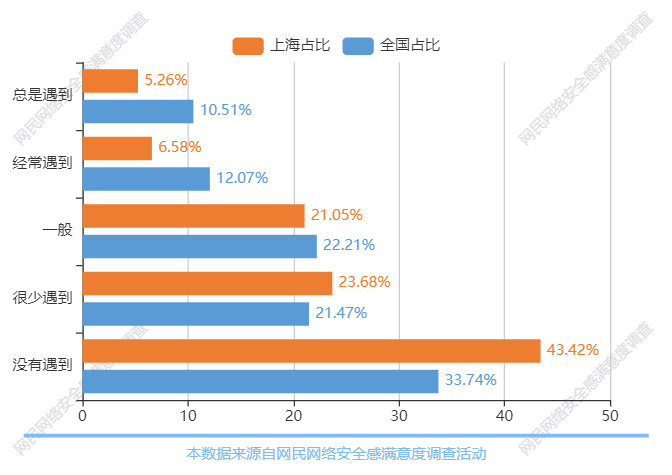 上海占比 全国占比
总是遇到 5.26%
10.51%
经常遇到 6.58%
12.07%
一般 21.05%
22.21%
很少遇到 23.68%
21.47%
没有遇到 43.42%
33.74%
0 10 20 30 40 50
本数据来源自网民网络安全感满意度调查活动
网民网络安全感满意度调查
网民网络安全感满意度调查
网民网络安全感满意度调查
网民网络安全感满意度调查